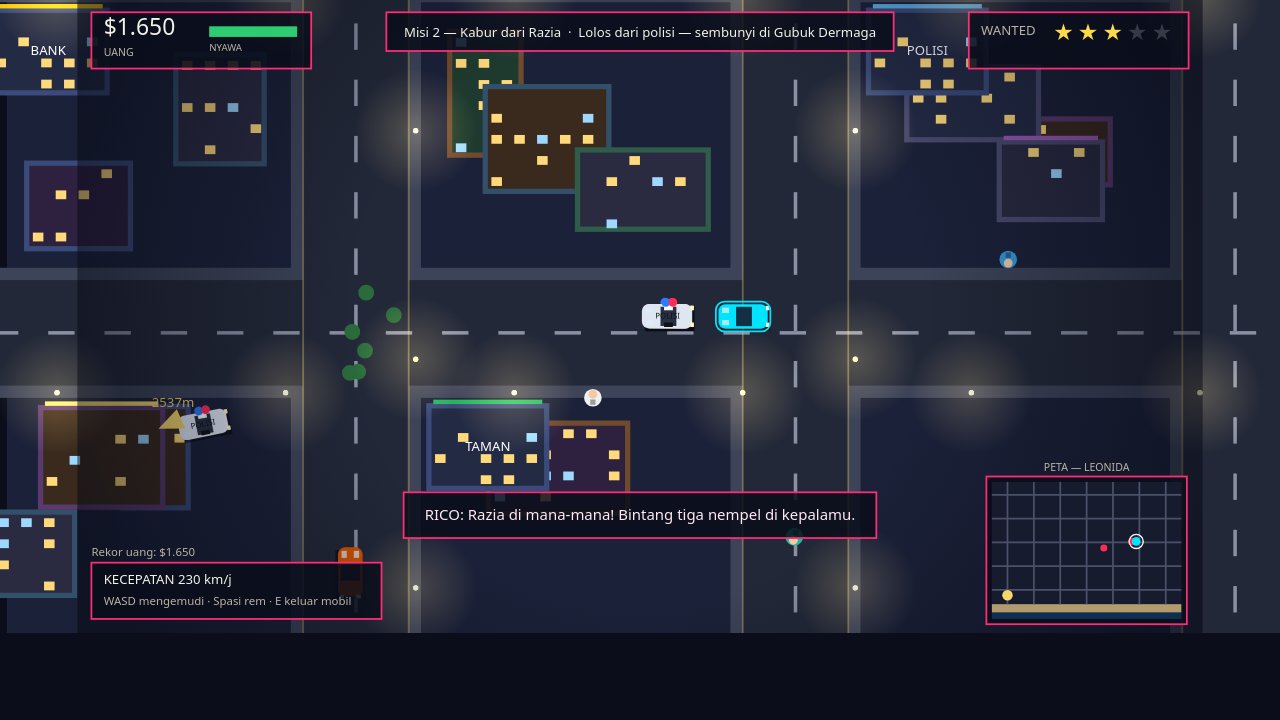 $1.650
UANG
NYAWA
Misi 2 — Kabur dari Razia · Lolos dari polisi — sembunyi di Gubuk Dermaga
WANTED
BANK
POLISI
POLISI
2537m
POLISI
TAMAN
PETA — LEONIDA
RICO: Razia di mana-mana! Bintang tiga nempel di kepalamu.
Rekor uang: $1.650
KECEPATAN 230 km/j
WASD mengemudi · Spasi rem · E keluar mobil